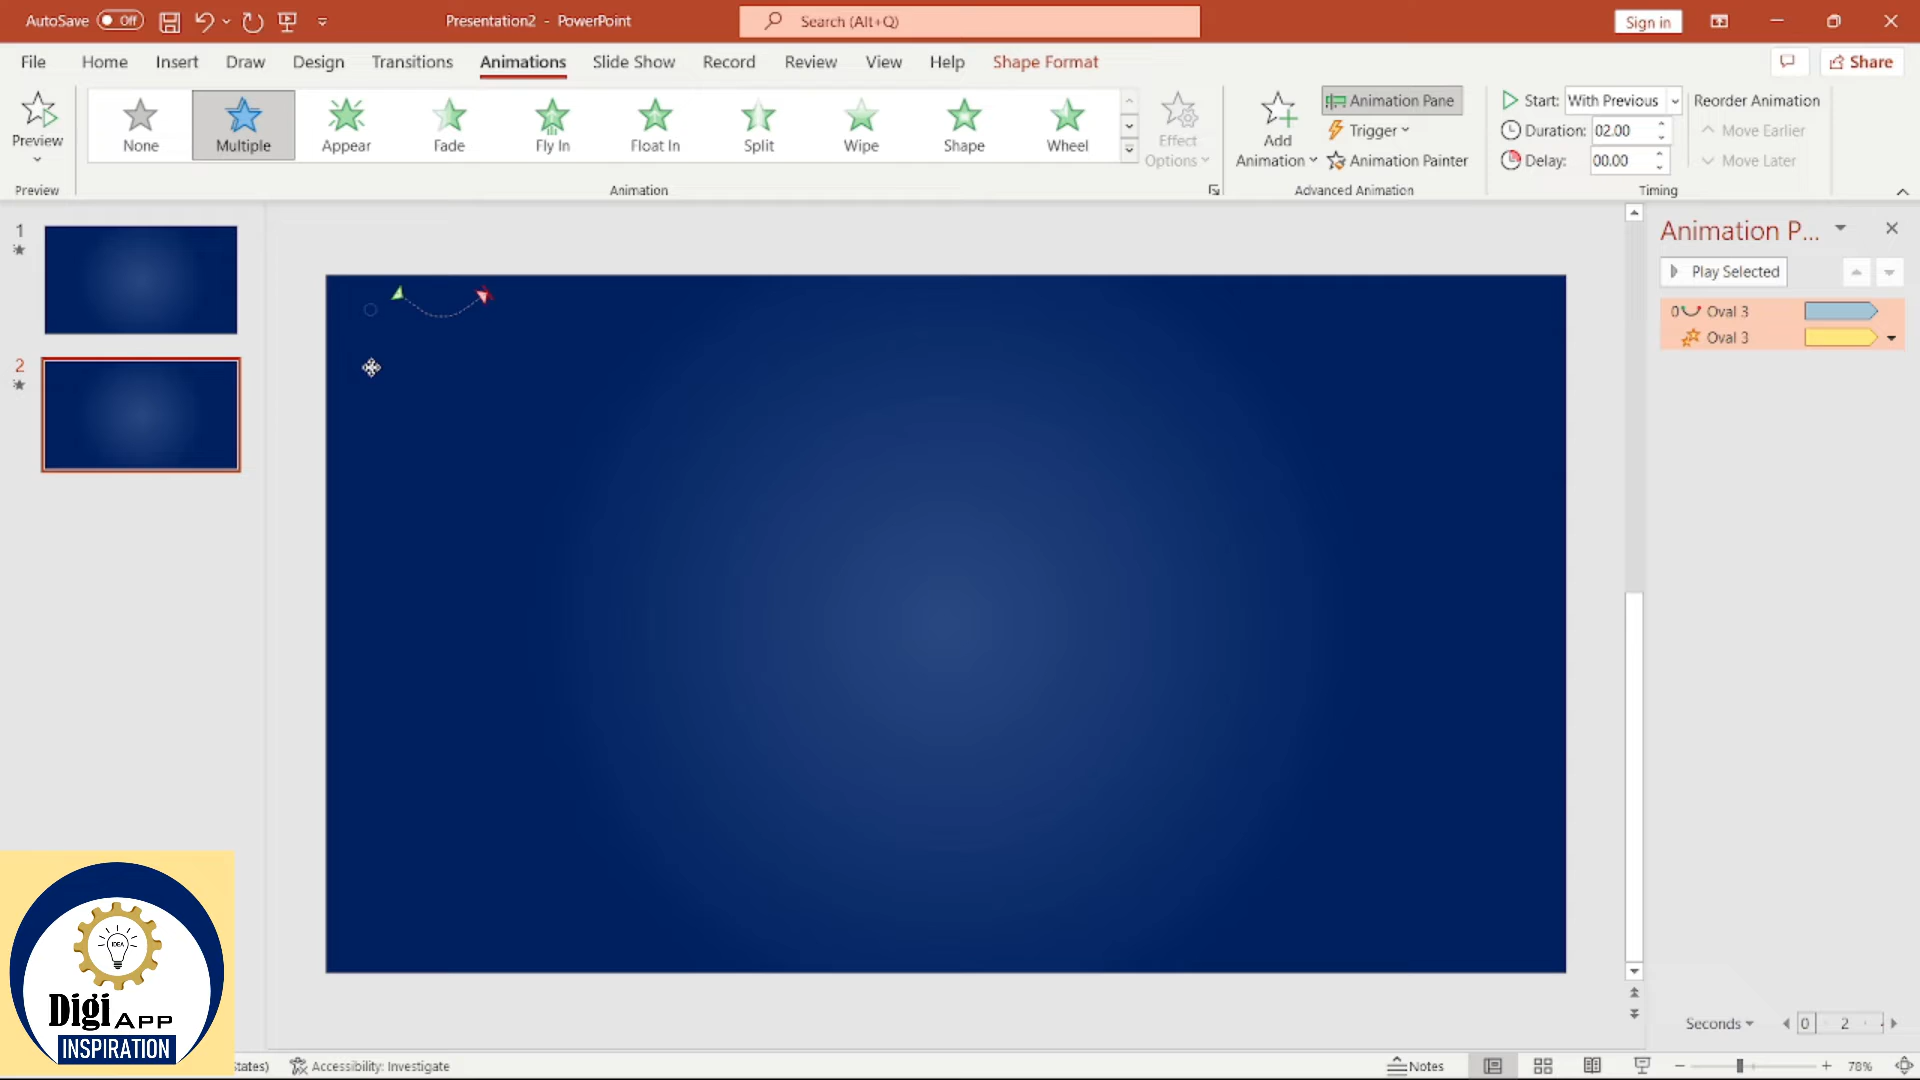 AutoSave Off Presentation2 - PowerPoint Search (Alt+Q) Sign in
File Home Insert Draw Design Transitions Animations Slide Show Record Review View Help Shape Format Share
Preview
None Multiple Appear Fade Fly In Float In Split Wipe Shape Wheel
Effect Options
Add Animation
Animation Pane
Trigger
Animation Painter
Start: With Previous
Duration: 02.00
Delay: 00.00
Reorder Animation
Move Earlier
Move Later
Preview Animation Advanced Animation Timing
1
2
Animation P...
Play Selected
0 Oval 3
Oval 3
Seconds 0 2
Digi APP
IDEA
INSPIRATION
tates) Accessibility: Investigate Notes 78%